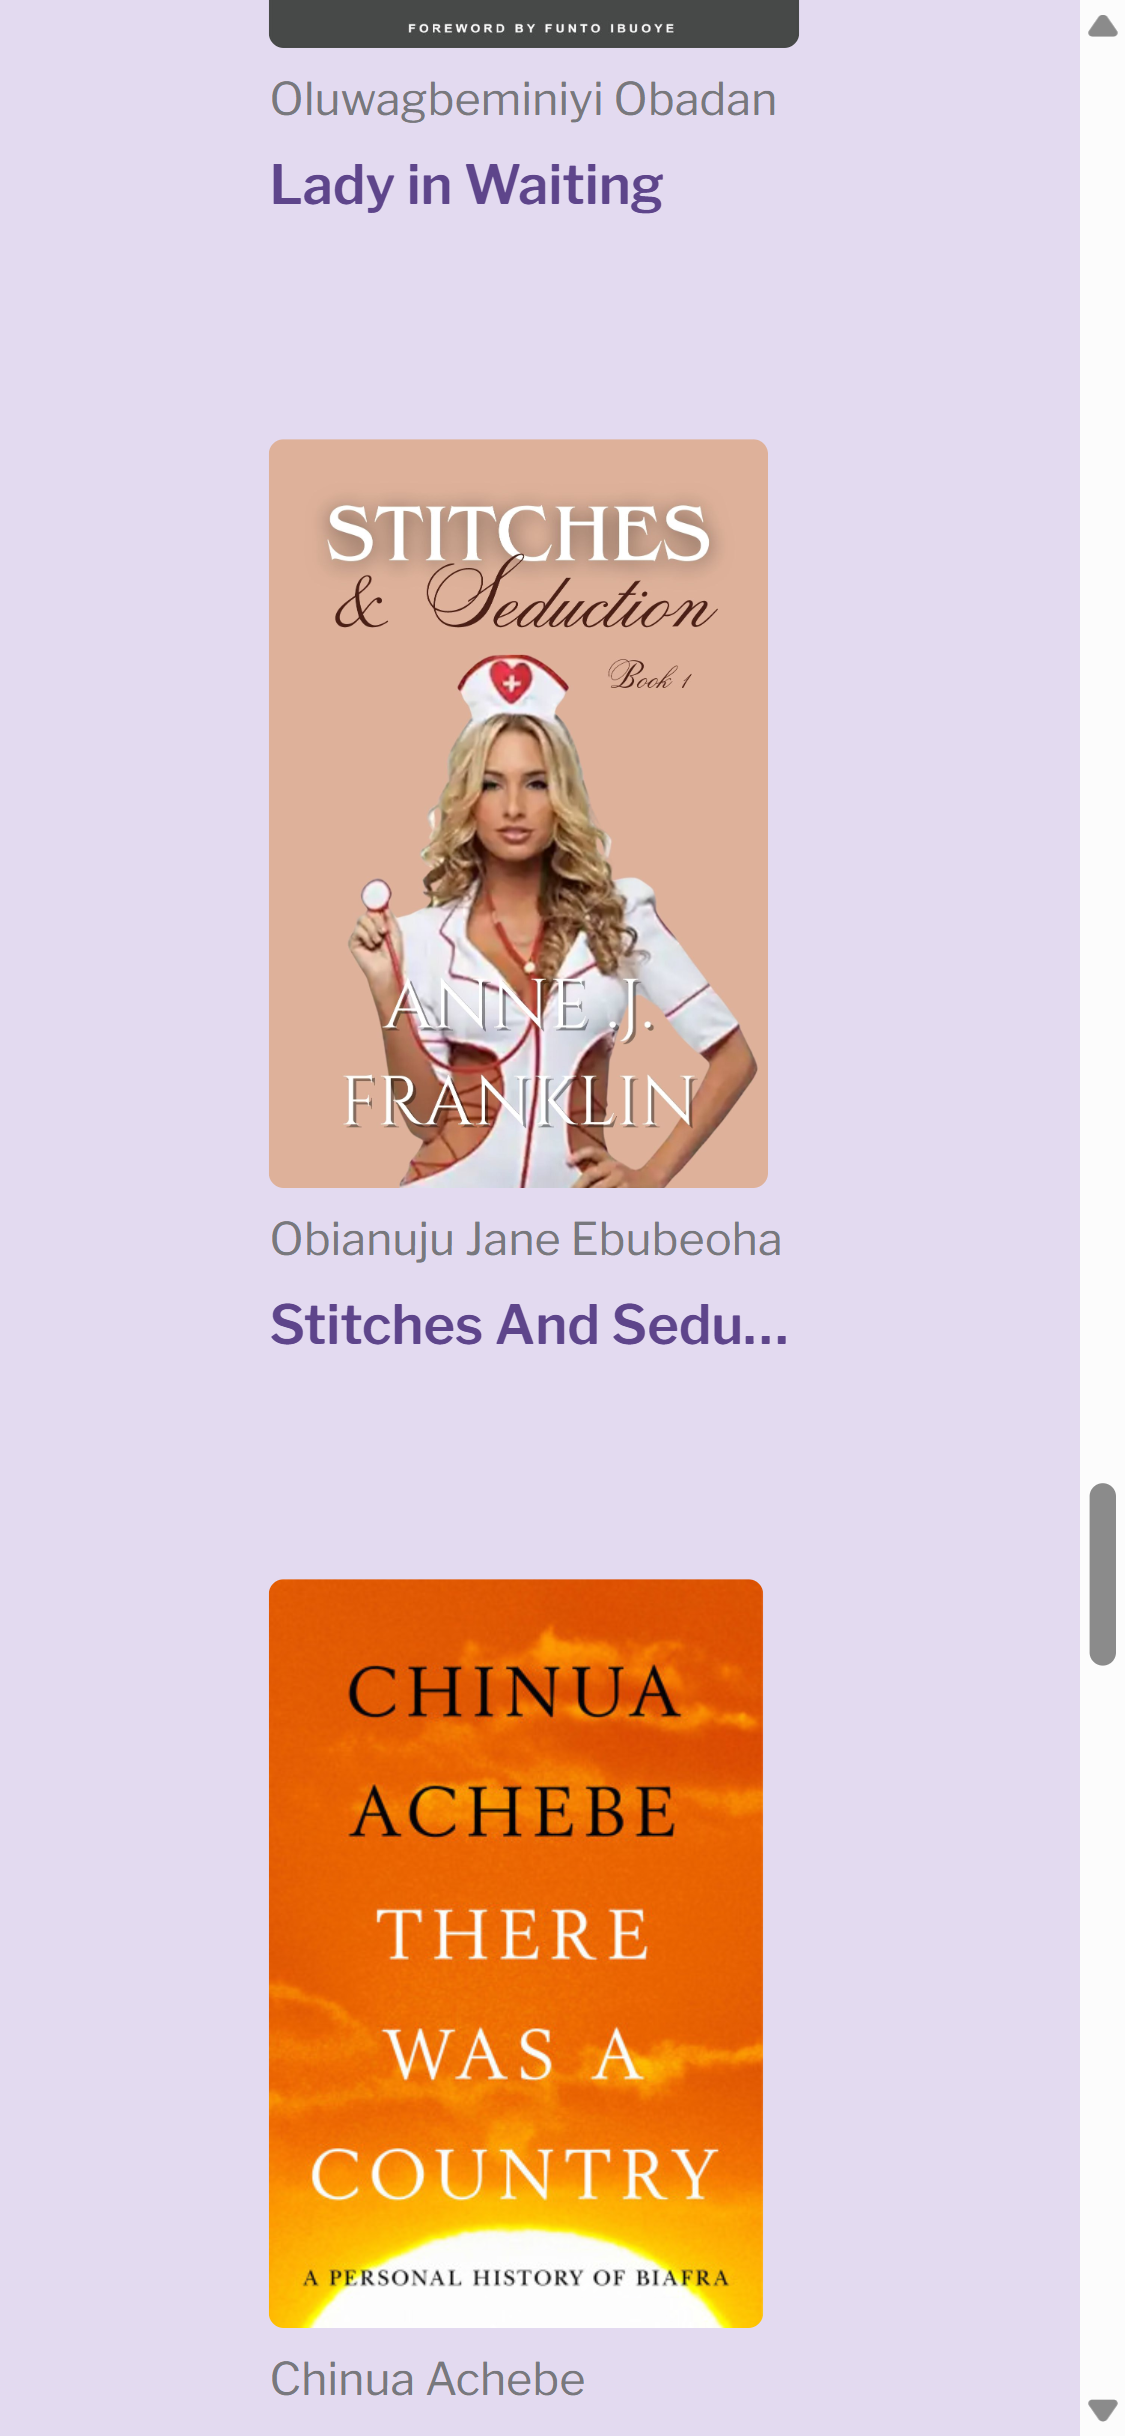 FOREWORD BY FUNTO IBUOYE
Oluwagbeminiyi Obadan
Lady in Waiting
STITCHES
& Seduction
Book 1
ANNE .J.
FRANKLIN
Obianuju Jane Ebubeoha
Stitches And Sedu...
CHINUA
ACHEBE
THERE
WAS A
COUNTRY
A PERSONAL HISTORY OF BIAFRA
Chinua Achebe